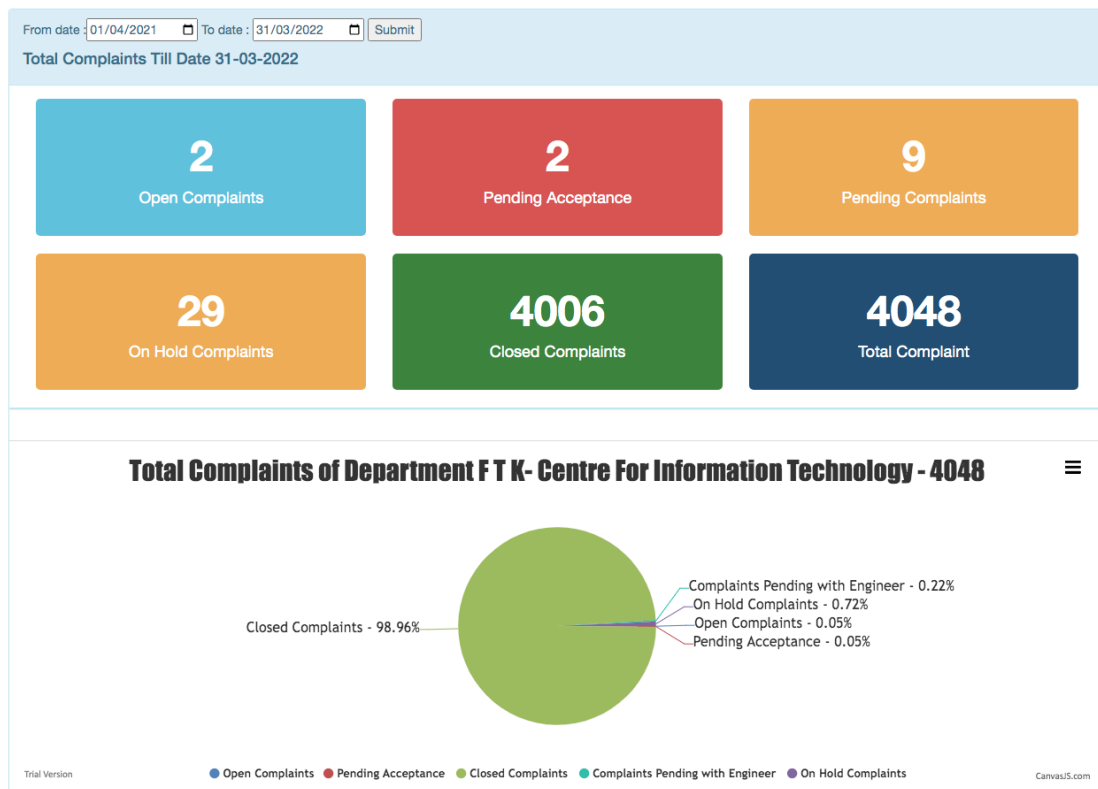 From date : 01/04/2021 To date : 31/03/2022 Submit
Total Complaints Till Date 31-03-2022
2
Open Complaints
2
Pending Acceptance
9
Pending Complaints
29
On Hold Complaints
4006
Closed Complaints
4048
Total Complaint
Total Complaints of Department F T K- Centre For Information Technology - 4048
Complaints Pending with Engineer - 0.22%
On Hold Complaints - 0.72%
Open Complaints - 0.05%
Pending Acceptance - 0.05%
Closed Complaints - 98.96%
Trial Version
Open Complaints Pending Acceptance Closed Complaints Complaints Pending with Engineer On Hold Complaints
CanvasJS.com